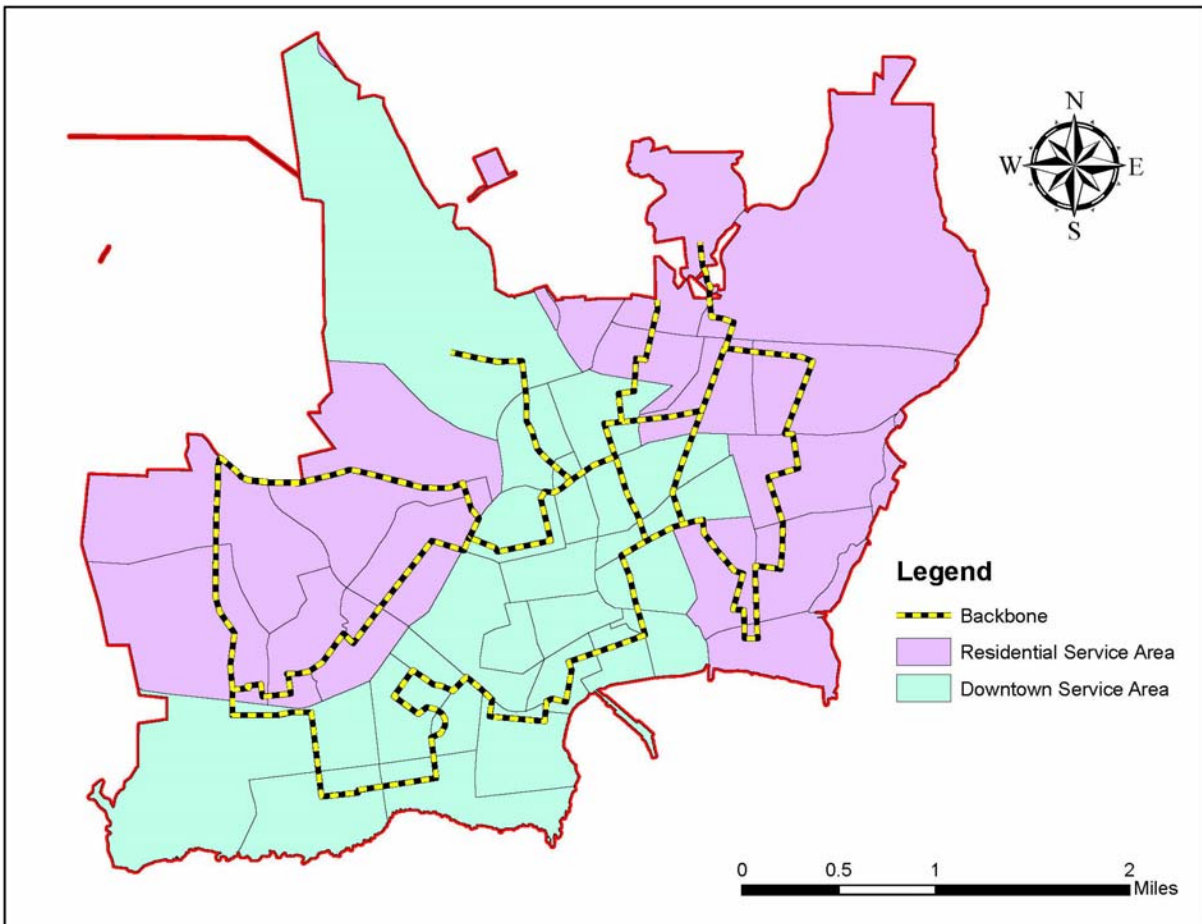 N
W E
S
Legend
Backbone
Residential Service Area
Downtown Service Area
0 0.5 1 2
Miles